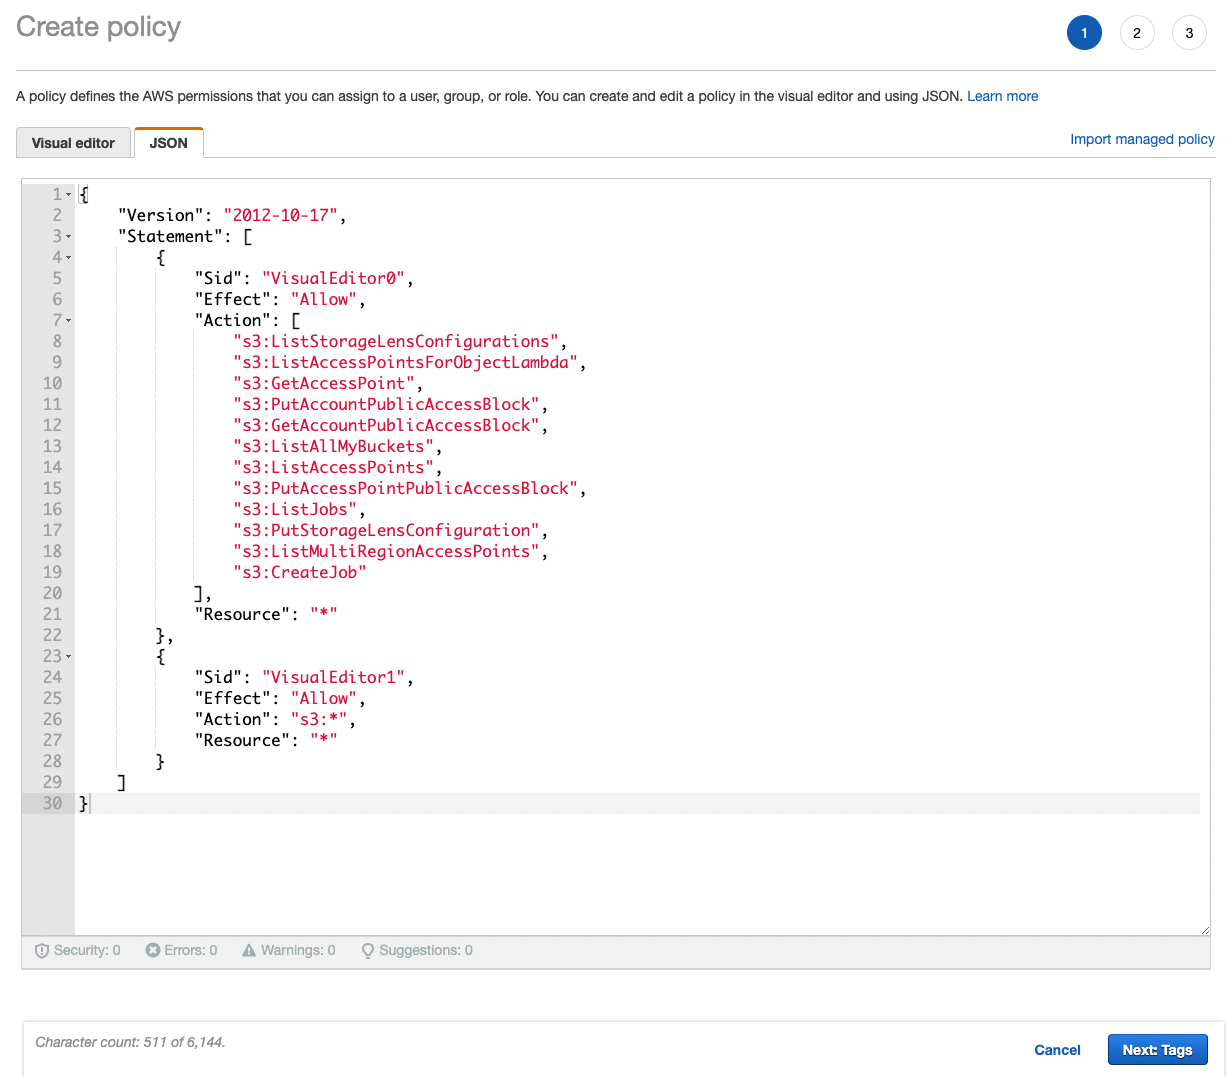 Create policy
1 2 3
A policy defines the AWS permissions that you can assign to a user, group, or role. You can create and edit a policy in the visual editor and using JSON. Learn more
Visual editor JSON Import managed policy
1 {
2 "Version": "2012-10-17",
3 "Statement": [
4 {
5 "Sid": "VisualEditor0",
6 "Effect": "Allow",
7 "Action": [
8 "s3:ListStorageLensConfigurations",
9 "s3:ListAccessPointsForObjectLambda",
10 "s3:GetAccessPoint",
11 "s3:PutAccountPublicAccessBlock",
12 "s3:GetAccountPublicAccessBlock",
13 "s3:ListAllMyBuckets",
14 "s3:ListAccessPoints",
15 "s3:PutAccessPointPublicAccessBlock",
16 "s3:ListJobs",
17 "s3:PutStorageLensConfiguration",
18 "s3:ListMultiRegionAccessPoints",
19 "s3:CreateJob"
20 ],
21 "Resource": "*"
22 },
23 {
24 "Sid": "VisualEditor1",
25 "Effect": "Allow",
26 "Action": "s3:*",
27 "Resource": "*"
28 }
29 ]
30 }
Security: 0 Errors: 0 Warnings: 0 Suggestions: 0
Character count: 511 of 6,144.
Cancel Next: Tags